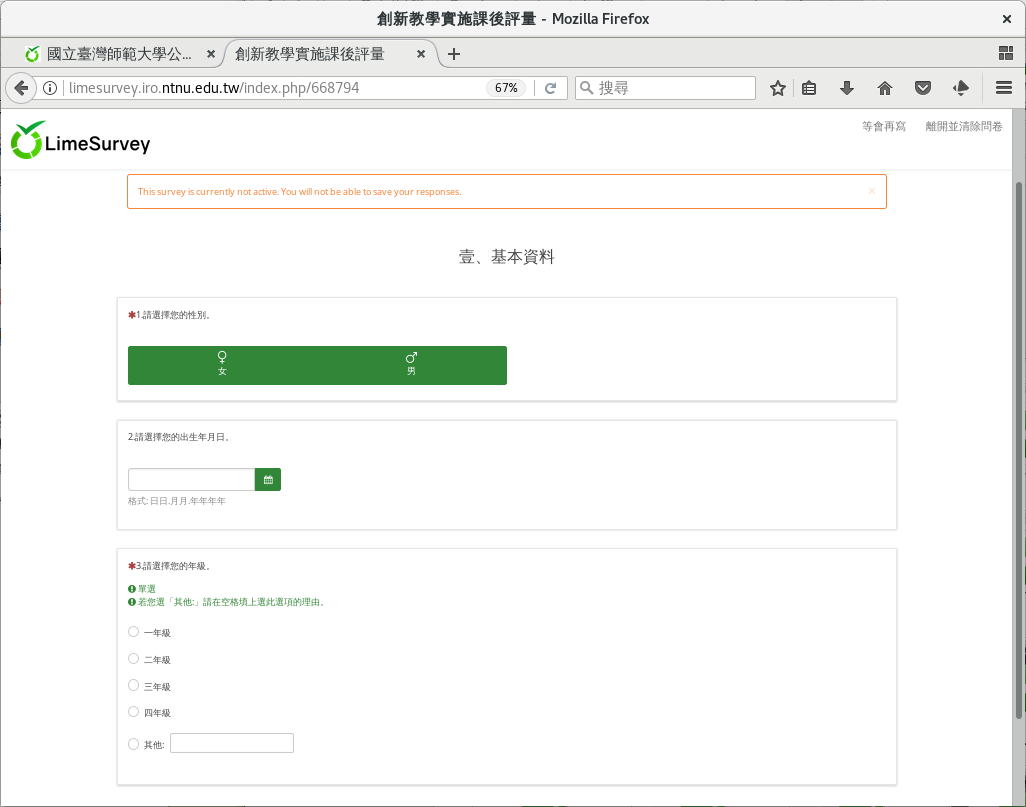 創新教學實施課後評量 - Mozilla Firefox
國立臺灣師範大學公...
創新教學實施課後評量
limesurvey.iro.ntnu.edu.tw/index.php/668794
67%
搜尋
LimeSurvey
等會再寫 離開並清除問卷
This survey is currently not active. You will not be able to save your responses.
壹、基本資料
✱1.請選擇您的性別。
♀ ♂
女 男
2.請選擇您的出生年月日。
格式: 日日.月月.年年年年
✱3.請選擇您的年級。
單選
若您選「其他:」請在空格填上選此選項的理由。
一年級
二年級
三年級
四年級
其他: